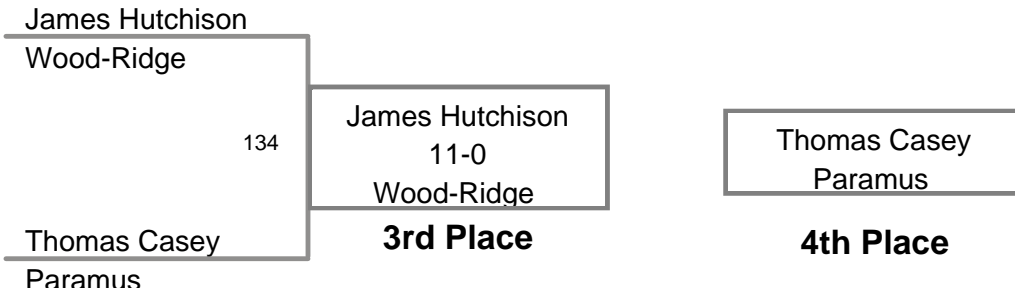 James Hutchison
Wood-Ridge
134
James Hutchison
11-0
Wood-Ridge
3rd Place
Thomas Casey
Paramus
4th Place
Thomas Casey
Paramus